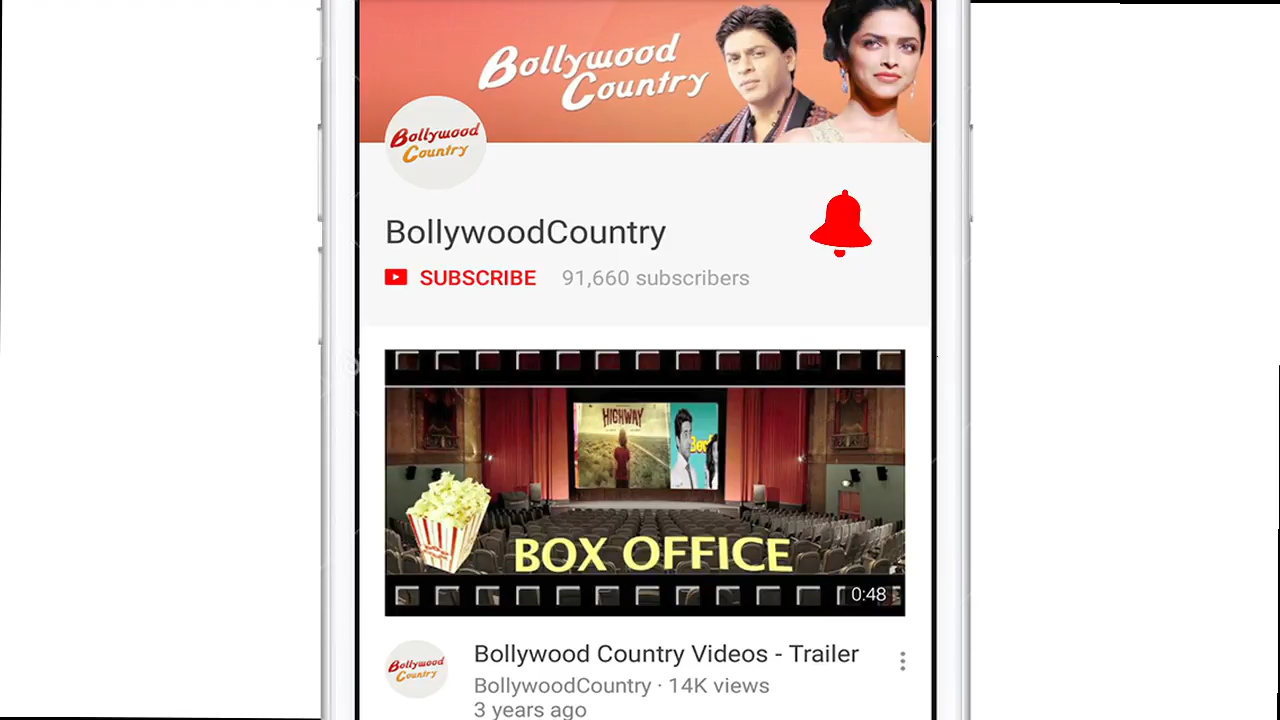 Bollywood
Country
Bollywood
Country
BollywoodCountry
SUBSCRIBE 91,660 subscribers
HIGHWAY
BOX OFFICE
0:48
Bollywood
Country
Bollywood Country Videos - Trailer
BollywoodCountry · 14K views
3 years ago